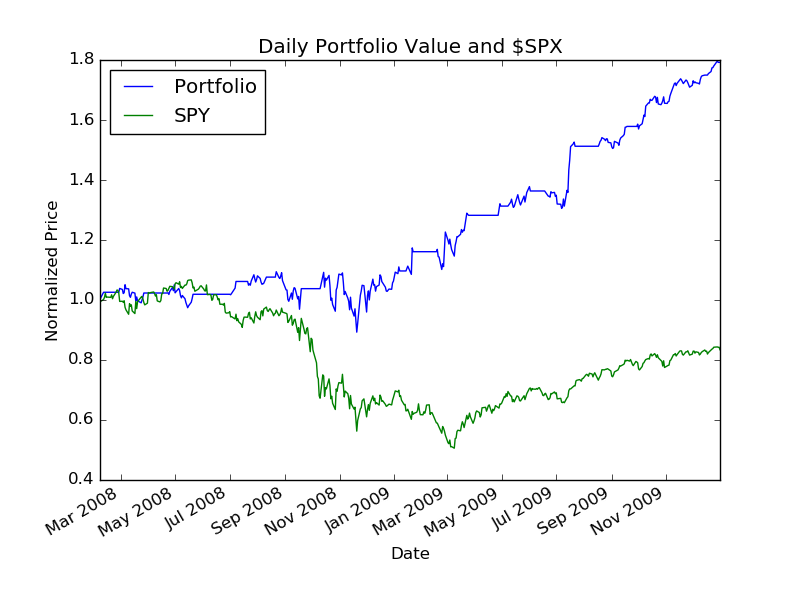 Daily Portfolio Value and $SPX
Portfolio
SPY
1.8
1.6
1.4
1.2
1.0
0.8
0.6
0.4
Normalized Price
Mar 2008
May 2008
Jul 2008
Sep 2008
Nov 2008
Jan 2009
Mar 2009
May 2009
Jul 2009
Sep 2009
Nov 2009
Date